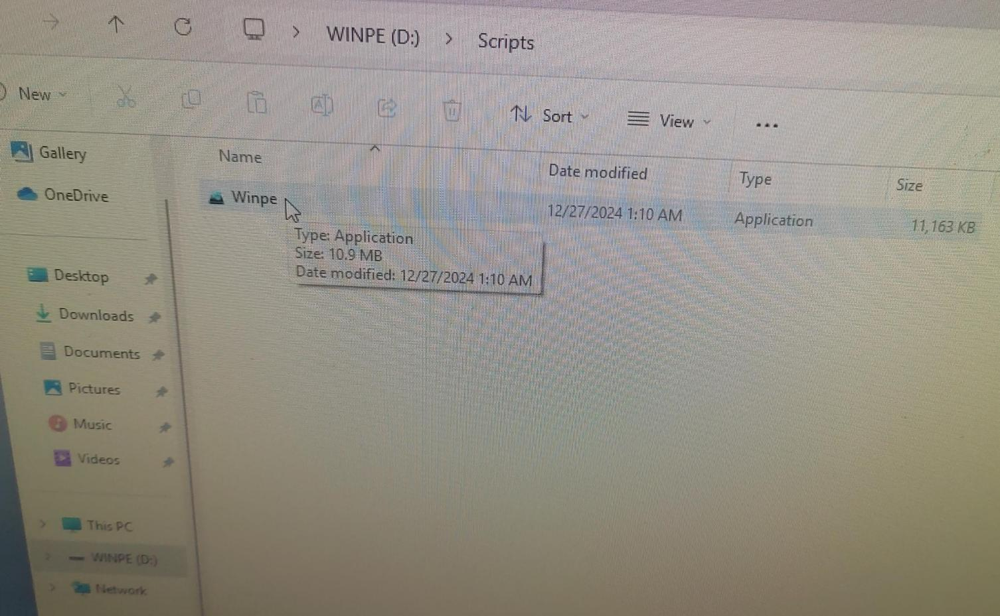 WINPE (D:) Scripts
New Sort View
Name Date modified Type Size
Winpe 12/27/2024 1:10 AM Application 11,163 KB
Type: Application
Size: 10.9 MB
Date modified: 12/27/2024 1:10 AM
Gallery
OneDrive
Desktop
Downloads
Documents
Pictures
Music
Videos
This PC
WINPE (D:)
Network